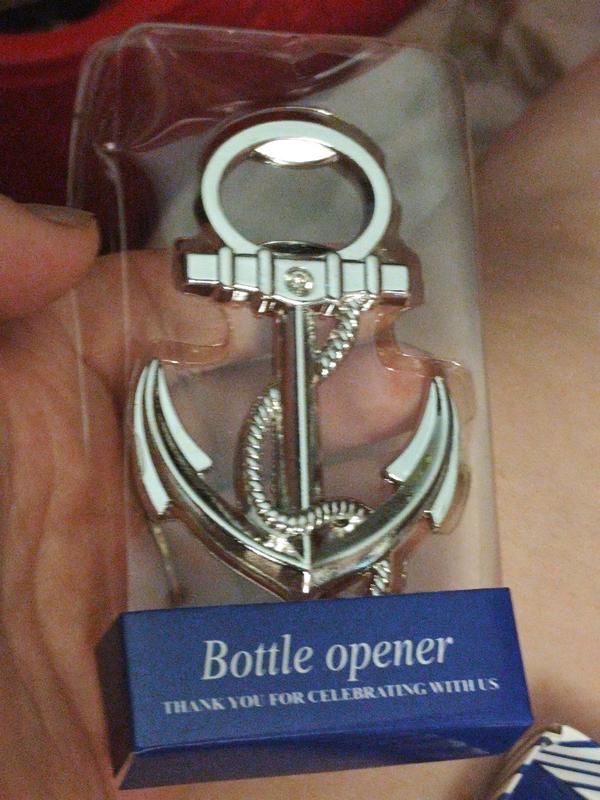 Bottle opener
THANK YOU FOR CELEBRATING WITH US